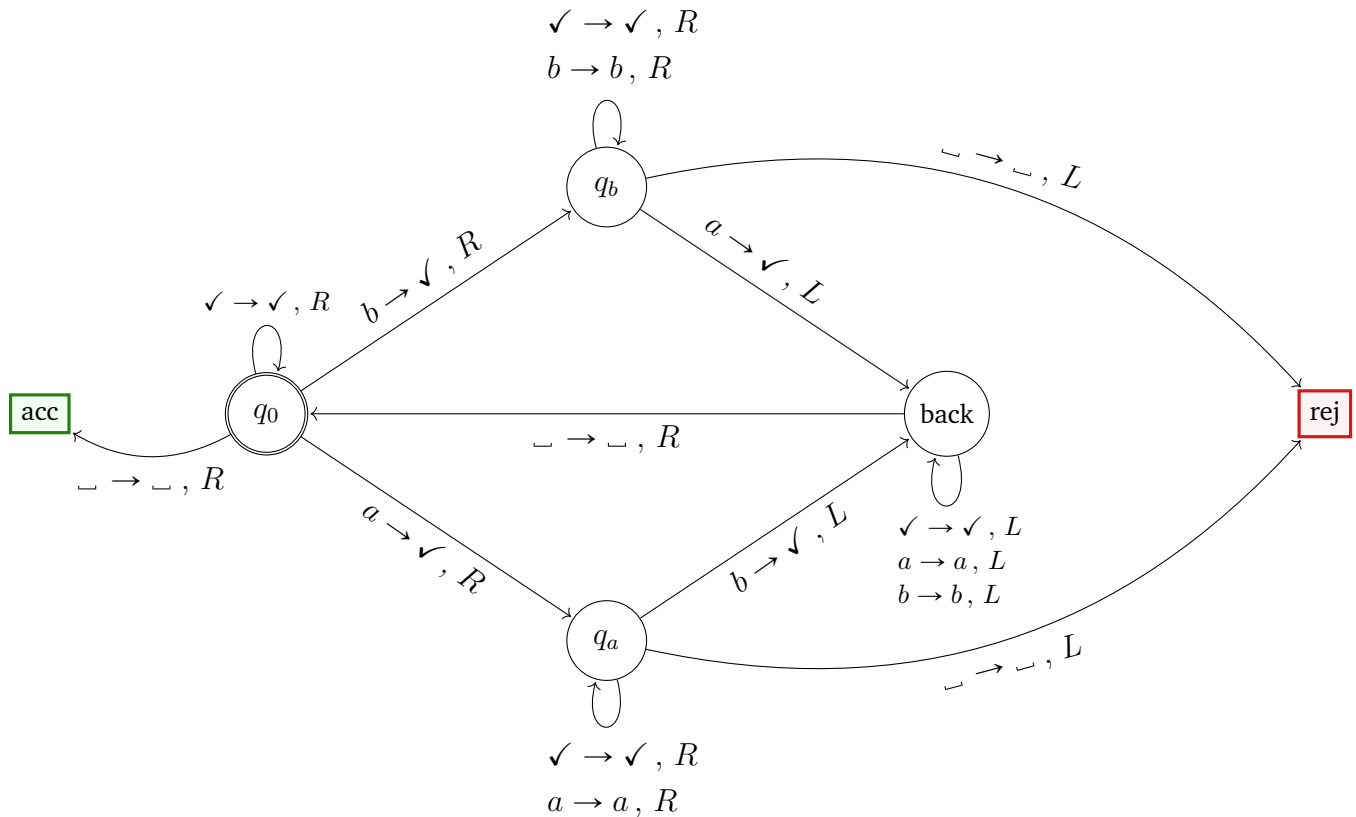 ✓ → ✓, R
b → b, R
q_b
␣ → ␣, L
a → ✓, L
b → ✓, R
✓ → ✓, R
acc
q_0
back
rej
␣ → ␣, R
␣ → ␣, R
a → ✓, R
b → ✓, L
✓ → ✓, L
a → a, L
b → b, L
q_a
␣ → ␣, L
✓ → ✓, R
a → a, R